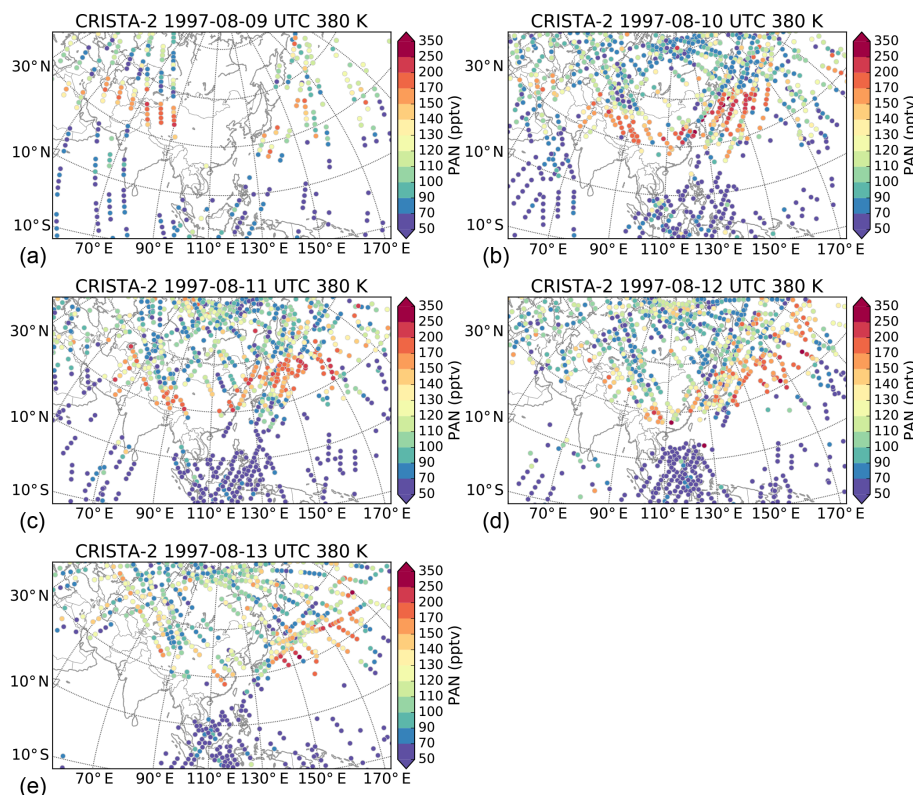 CRISTA-2 1997-08-09 UTC 380 K
30° N
10° N
10° S
70° E 90° E 110° E 130° E 150° E 170° E
350
250
200
170
150
140
130
120
110
100
90
70
50
PAN (pptv)
(a)
CRISTA-2 1997-08-10 UTC 380 K
30° N
10° N
10° S
70° E 90° E 110° E 130° E 150° E 170° E
350
250
200
170
150
140
130
120
110
100
90
70
50
PAN (pptv)
(b)
CRISTA-2 1997-08-11 UTC 380 K
30° N
10° N
10° S
70° E 90° E 110° E 130° E 150° E 170° E
350
250
200
170
150
140
130
120
110
100
90
70
50
PAN (pptv)
(c)
CRISTA-2 1997-08-12 UTC 380 K
30° N
10° N
10° S
70° E 90° E 110° E 130° E 150° E 170° E
350
250
200
170
150
140
130
120
110
100
90
70
50
PAN (pptv)
(d)
CRISTA-2 1997-08-13 UTC 380 K
30° N
10° N
10° S
70° E 90° E 110° E 130° E 150° E 170° E
350
250
200
170
150
140
130
120
110
100
90
70
50
PAN (pptv)
(e)